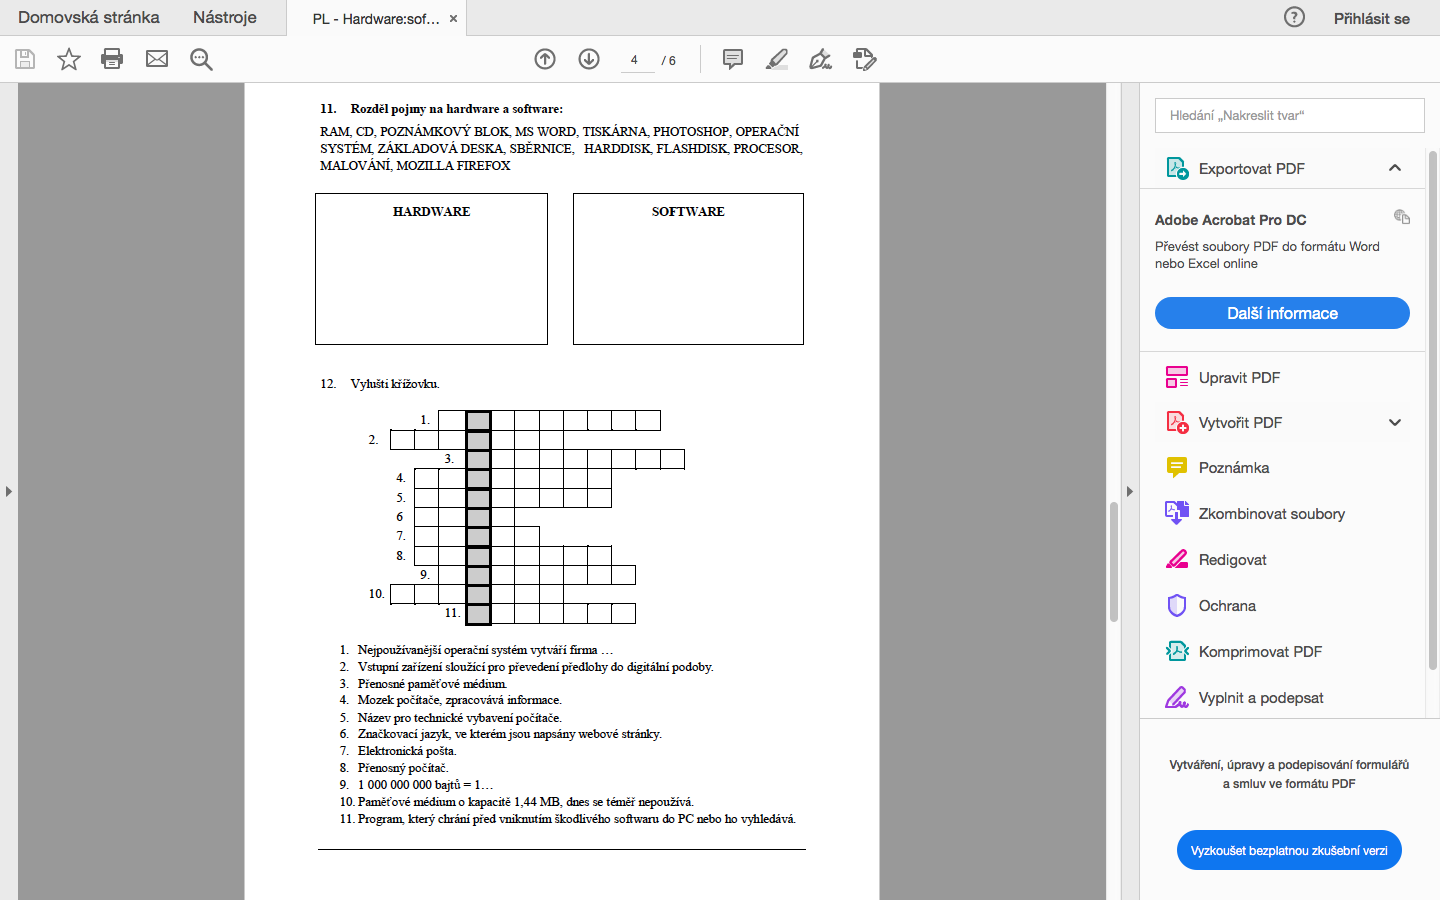 Domovská stránka
Nástroje
PL - Hardware:sof... ×
?
Přihlásit se
4 / 6
11. Rozděl pojmy na hardware a software:
RAM, CD, POZNÁMKOVÝ BLOK, MS WORD, TISKÁRNA, PHOTOSHOP, OPERAČNÍ
SYSTÉM, ZÁKLADOVÁ DESKA, SBĚRNICE, HARDDISK, FLASHDISK, PROCESOR,
MALOVÁNÍ, MOZILLA FIREFOX
HARDWARE
SOFTWARE
12. Vylušti křížovku.
1.
2.
3.
4.
5.
6
7.
8.
9.
10.
11.
1. Nejpoužívanější operační systém vytváří firma …
2. Vstupní zařízení sloužící pro převedení předlohy do digitální podoby.
3. Přenosné paměťové médium.
4. Mozek počítače, zpracovává informace.
5. Název pro technické vybavení počítače.
6. Značkovací jazyk, ve kterém jsou napsány webové stránky.
7. Elektronická pošta.
8. Přenosný počítač.
9. 1 000 000 000 bajtů = 1…
10. Paměťové médium o kapacitě 1,44 MB, dnes se téměř nepoužívá.
11. Program, který chrání před vniknutím škodlivého softwaru do PC nebo ho vyhledává.
Hledání „Nakreslit tvar“
Exportovat PDF
Adobe Acrobat Pro DC
Převést soubory PDF do formátu Word
nebo Excel online
Další informace
Upravit PDF
Vytvořit PDF
Poznámka
Zkombinovat soubory
Redigovat
Ochrana
Komprimovat PDF
Vyplnit a podepsat
Vytváření, úpravy a podepisování formulářů
a smluv ve formátu PDF
Vyzkoušet bezplatnou zkušební verzi